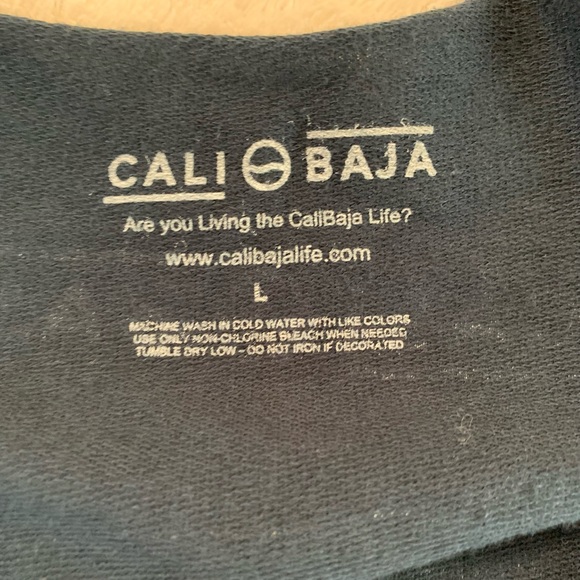 CALI BAJA
Are you Living the CaliBaja Life?
www.calibajalife.com
L
MACHINE WASH IN COLD WATER WITH LIKE COLORS
USE ONLY NON-CHLORINE BLEACH WHEN NEEDED
TUMBLE DRY LOW - DO NOT IRON IF DECORATED